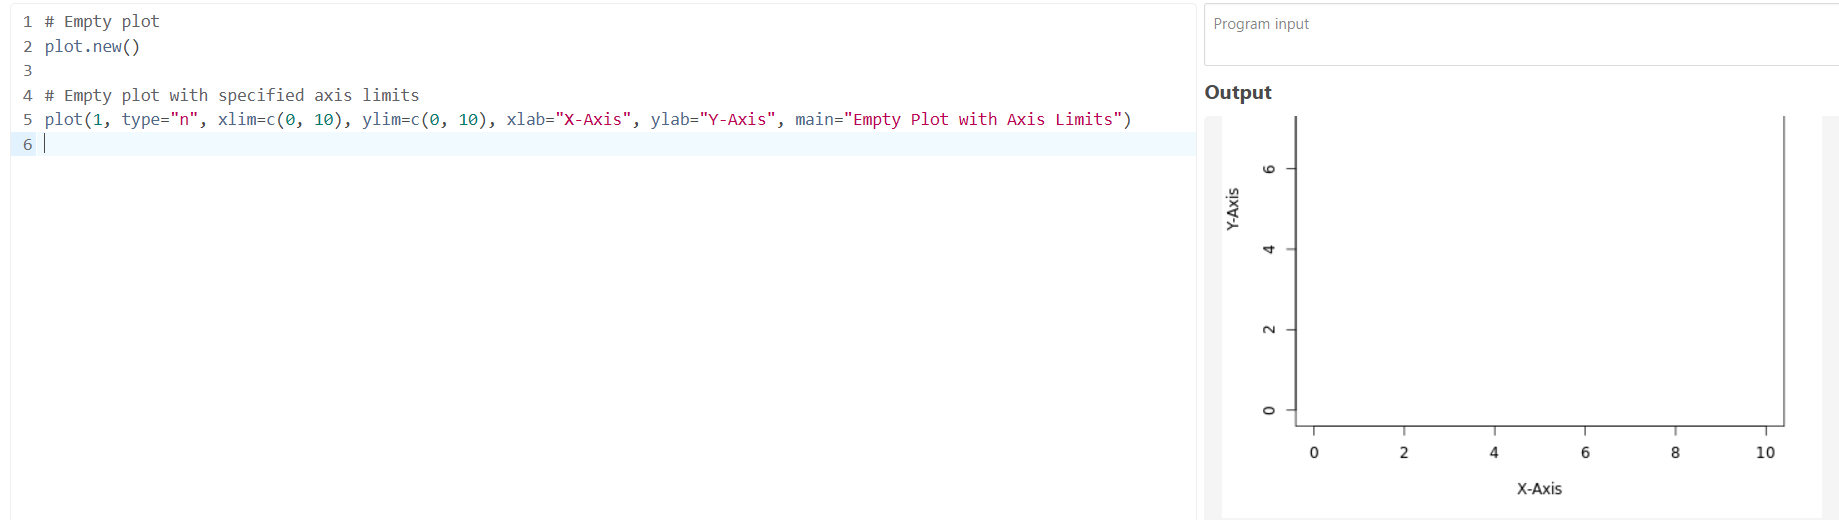 1 # Empty plot
2 plot.new()
3
4 # Empty plot with specified axis limits
5 plot(1, type="n", xlim=c(0, 10), ylim=c(0, 10), xlab="X-Axis", ylab="Y-Axis", main="Empty Plot with Axis Limits")
6
Program input
Output
6
4
2
0
Y-Axis
0 2 4 6 8 10
X-Axis